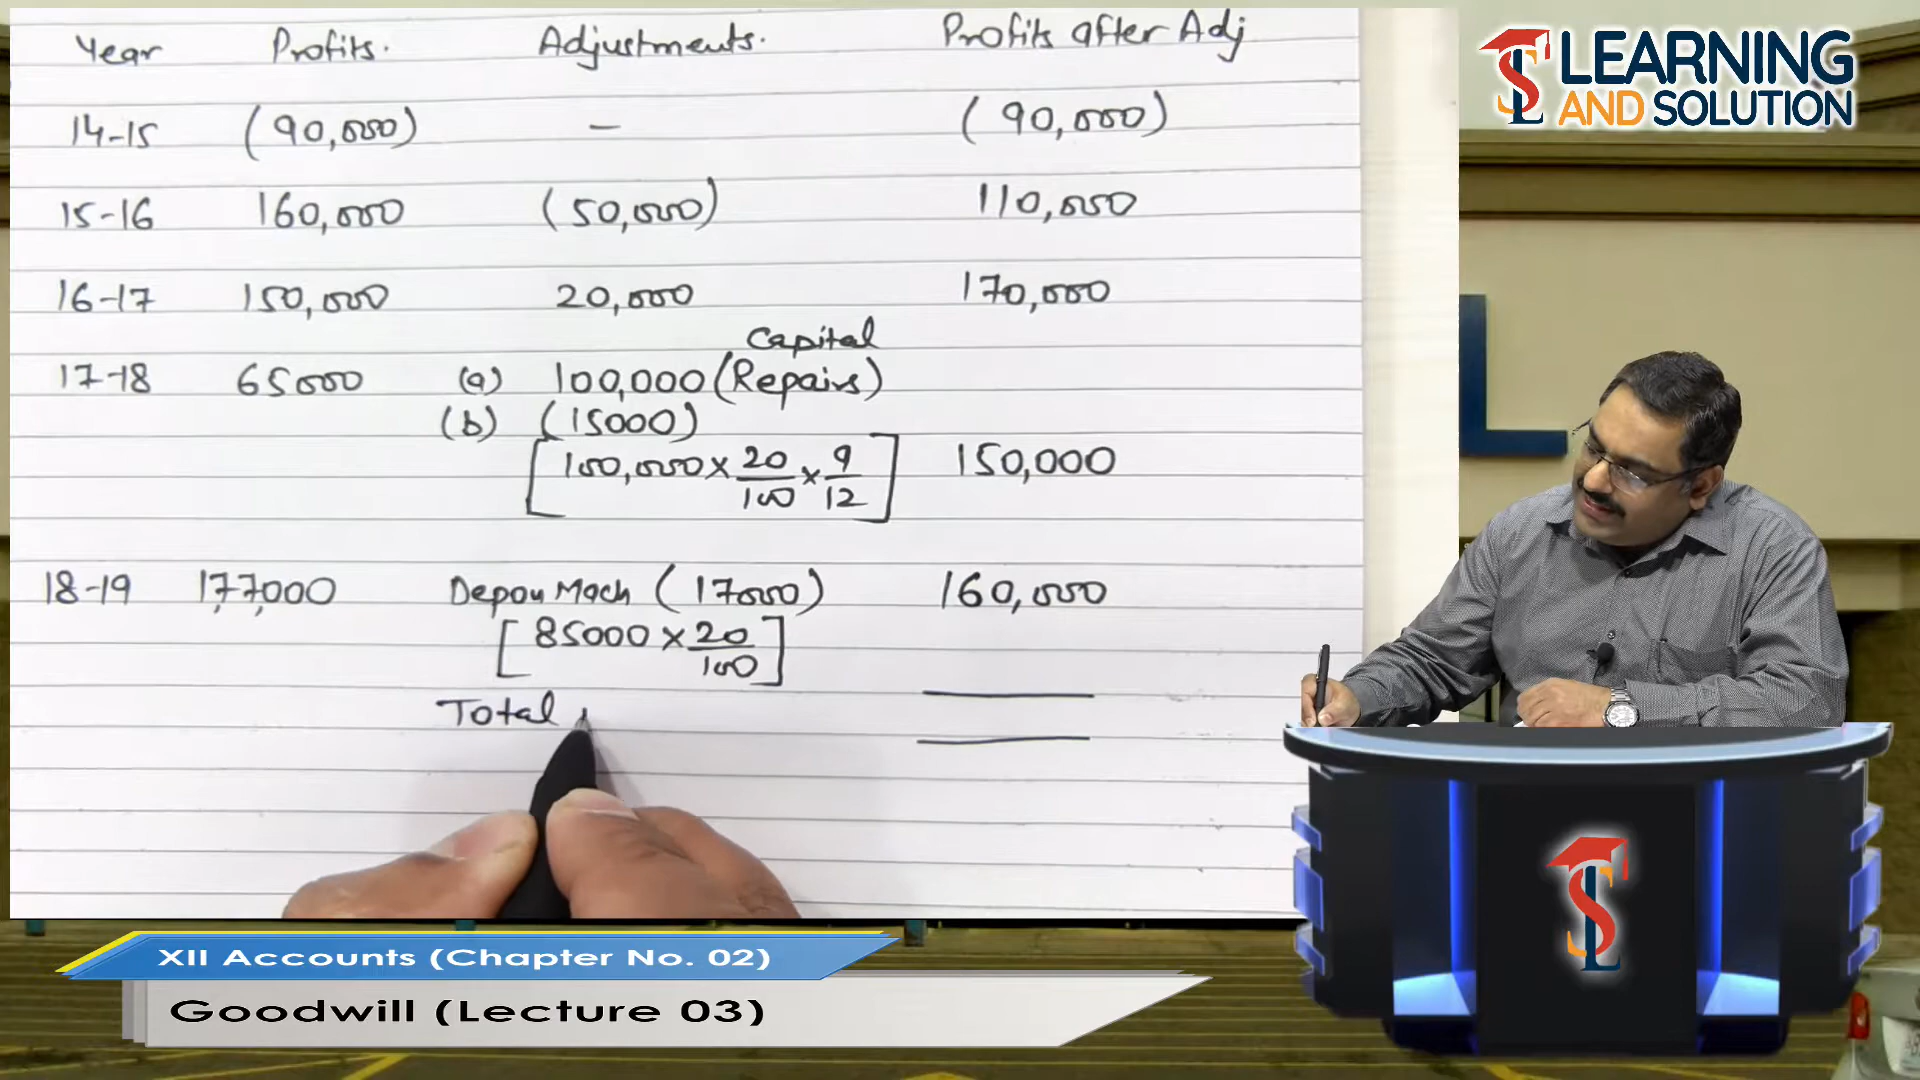 Year Profits. Adjustments. Profits after Adj
14-15 (90,000) - (90,000)
15-16 160,000 (50,000) 110,000
16-17 150,000 20,000 170,000
Capital
17-18 65000 (a) 100,000 (Repairs)
(b) (15000)
[100,000 × 20/100 × 9/12] 150,000
18-19 177,000 Depon Mach (17000) 160,000
[85000 × 20/100]
Total
LEARNING
AND SOLUTION
XII Accounts (Chapter No. 02)
Goodwill (Lecture 03)